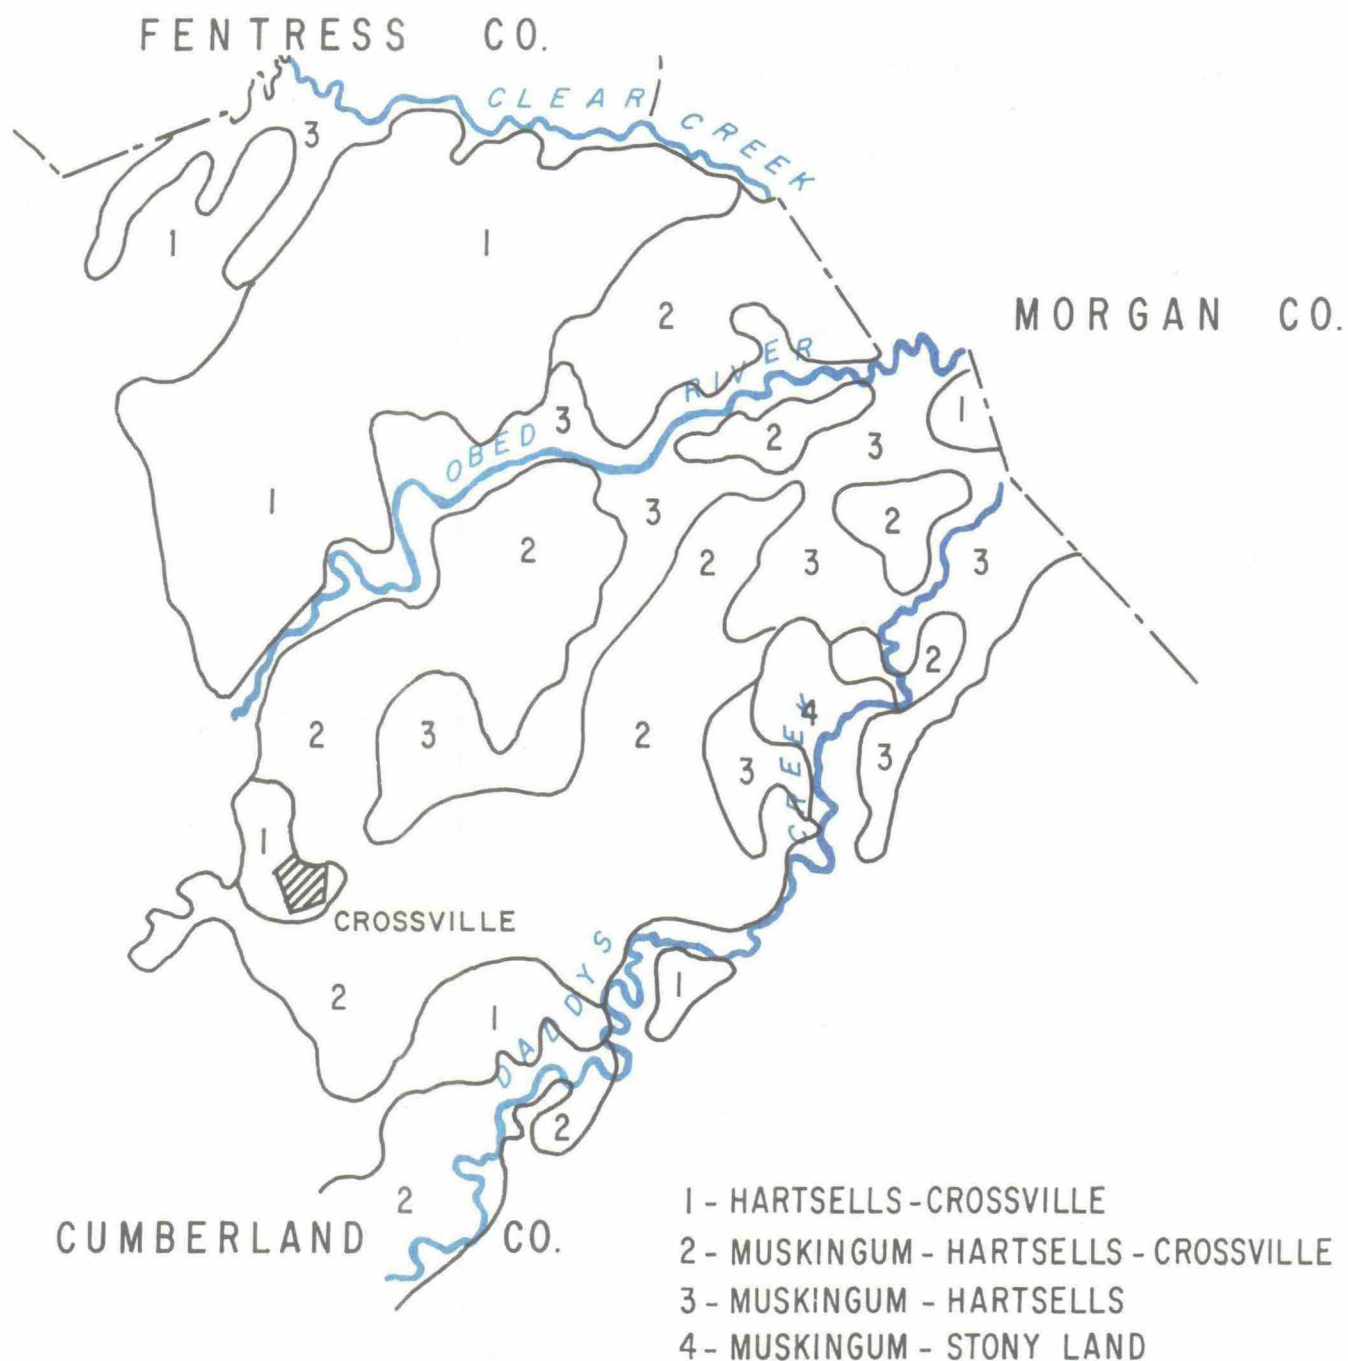 FENTRESS CO.
CLEAR CREEK
3
1
1
2
MORGAN CO.
OBED RIVER
3
1
2
3
1
3
2
2
2
3
3
2
2
3
2
4
3
3
1
CROSSVILLE
DADDYS CREEK
2
1
1
2
2
CUMBERLAND CO.
1 - HARTSELLS - CROSSVILLE
2 - MUSKINGUM - HARTSELLS - CROSSVILLE
3 - MUSKINGUM - HARTSELLS
4 - MUSKINGUM - STONY LAND